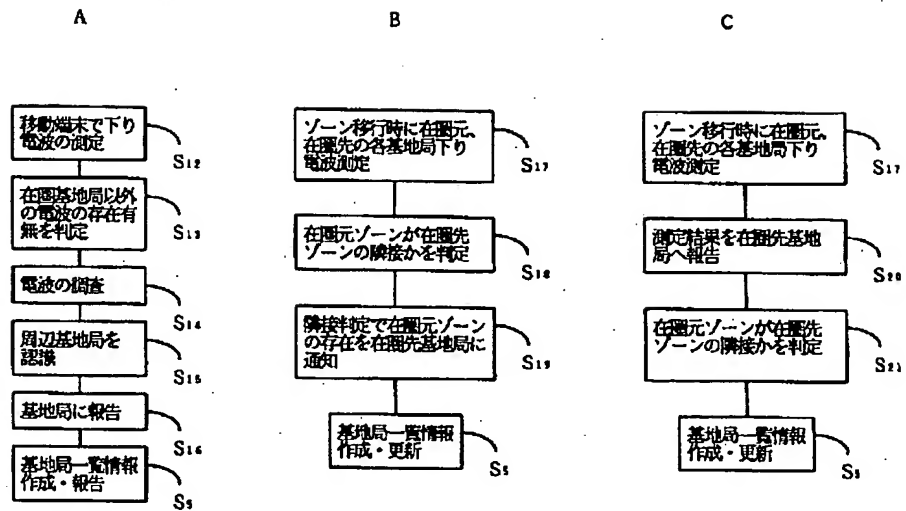 A
移動端末で下り
電波の測定
S12
在圏基地局以外
の電波の存在有
無を判定
S13
電波の調査
S14
周辺基地局を
認識
S15
基地局に報告
S16
基地局一覧情報
作成・報告
S5
B
ゾーン移行時に在圏元、
在圏先の各基地局下り
電波測定
S17
在圏元ゾーンが在圏先
ゾーンの隣接かを判定
S18
隣接判定で在圏元ゾーン
の存在を在圏先基地局に
通知
S19
基地局一覧情報
作成・更新
S5
C
ゾーン移行時に在圏元、
在圏先の各基地局下り
電波測定
S17
測定結果を在圏先基地
局へ報告
S20
在圏元ゾーンが在圏先
ゾーンの隣接かを判定
S21
基地局一覧情報
作成・更新
S5